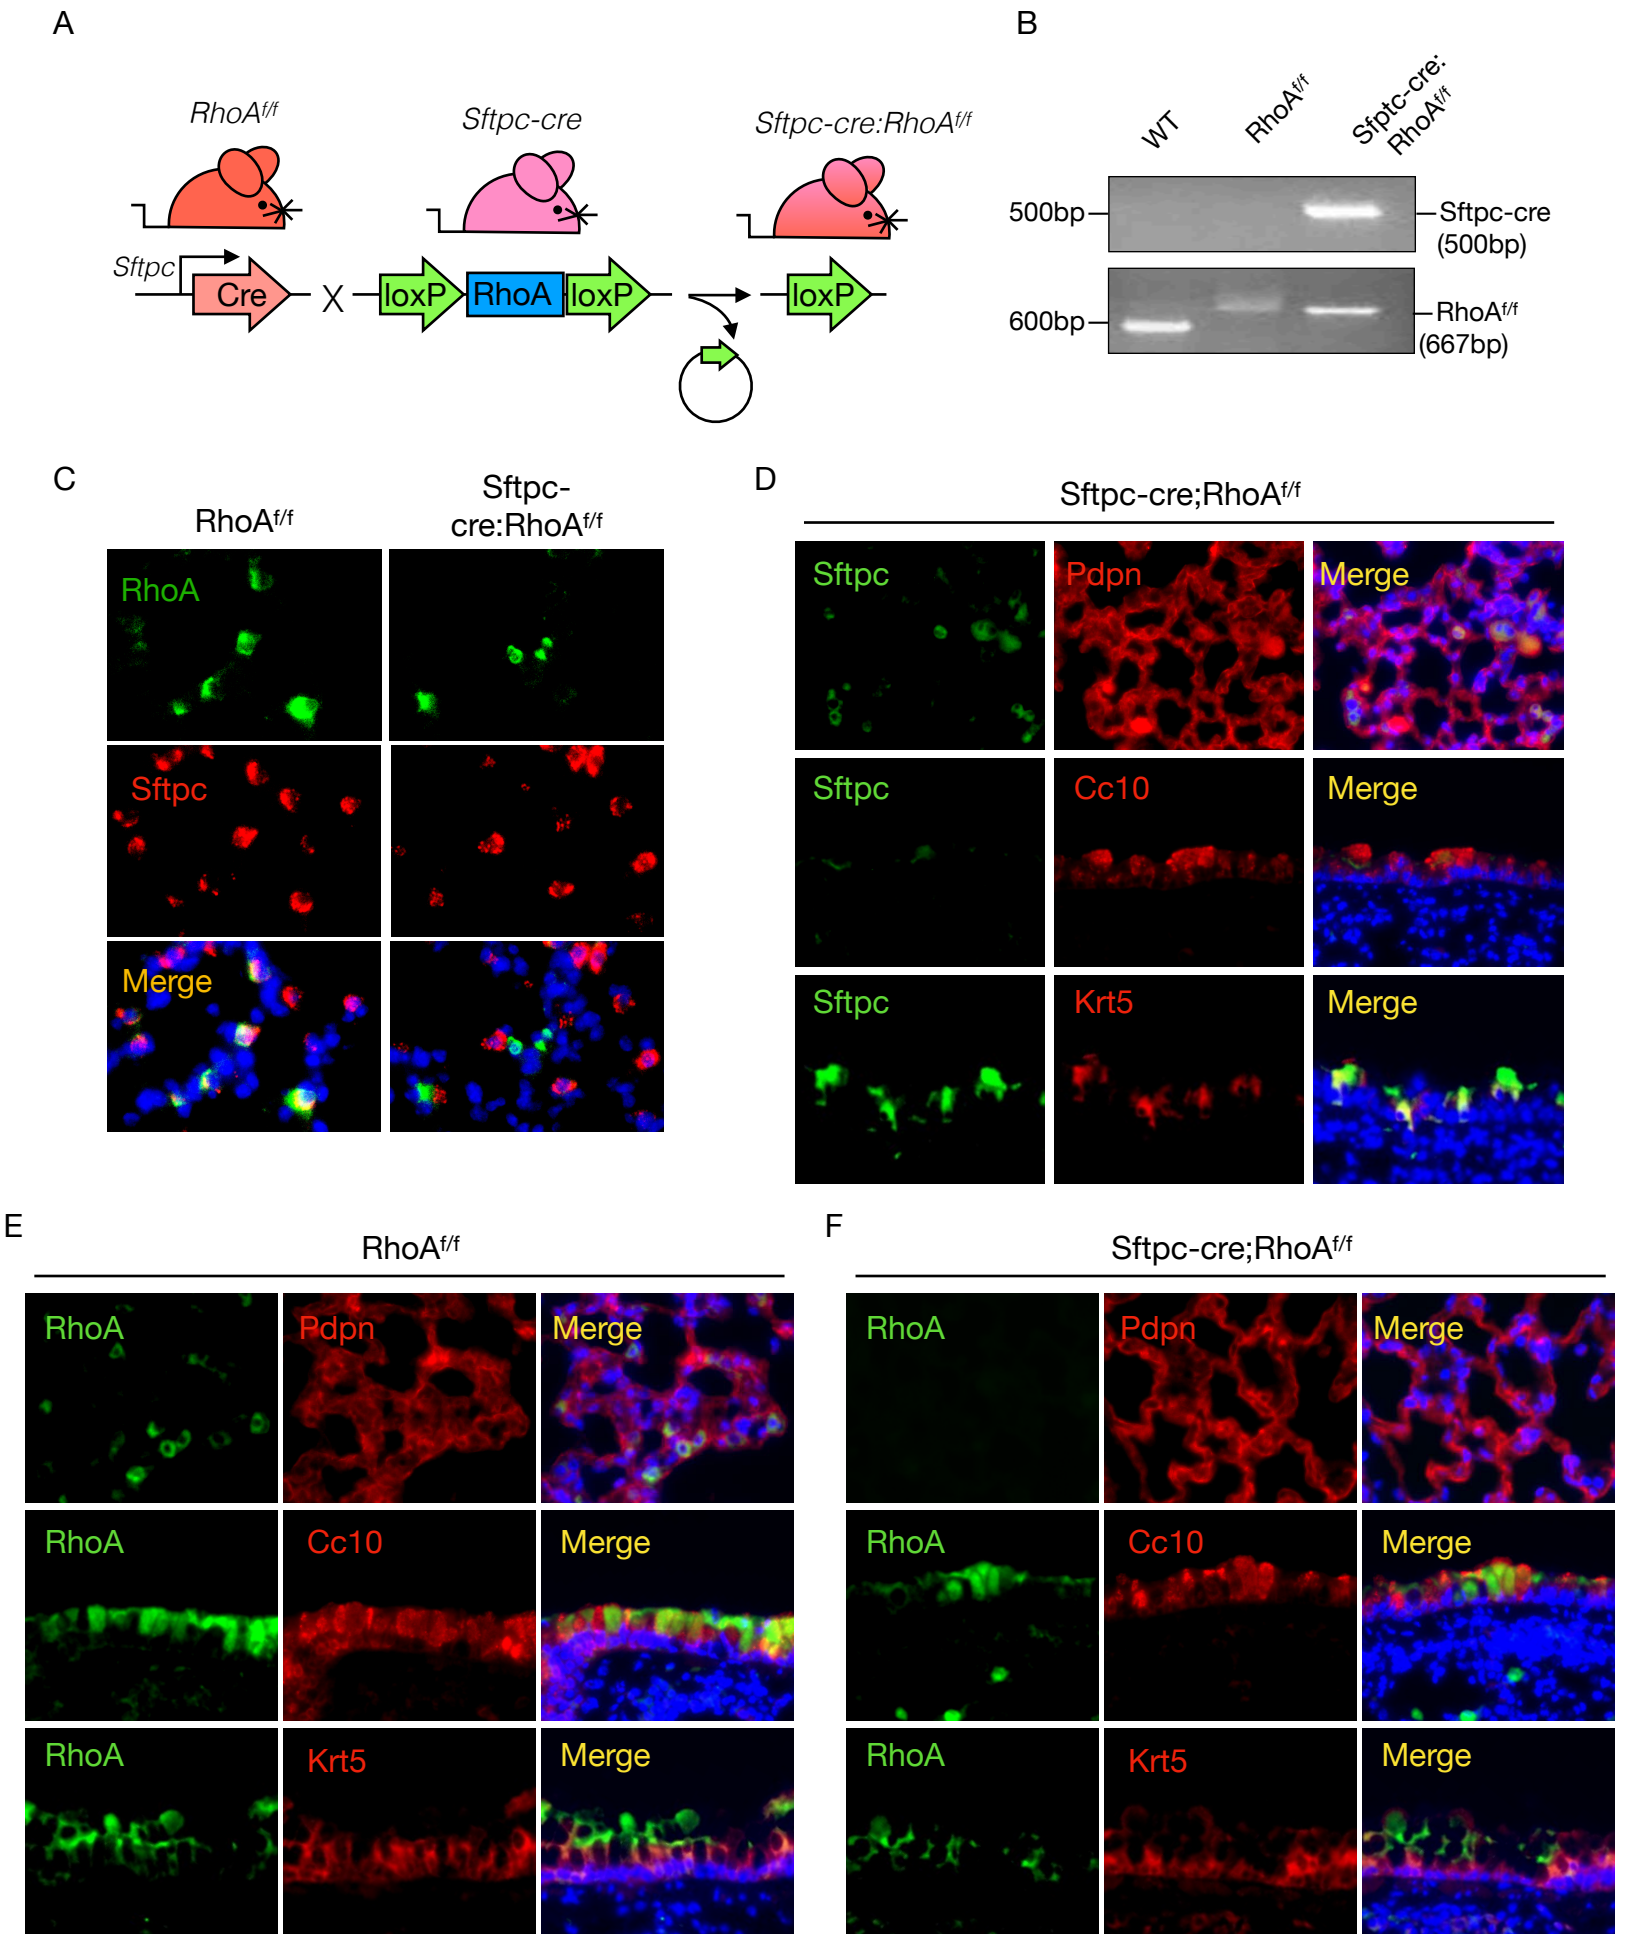 A
RhoAf/f
Sftpc-cre
Sftpc-cre:RhoAf/f
Sftpc
Cre
X
loxP
RhoA
loxP
loxP
B
WT
RhoAf/f
Sfptc-cre:
RhoAf/f
500bp
Sftpc-cre
(500bp)
600bp
RhoAf/f
(667bp)
C
RhoAf/f
Sftpc-
cre:RhoAf/f
RhoA
Sftpc
Merge
D
Sftpc-cre;RhoAf/f
Sftpc
Pdpn
Merge
Sftpc
Cc10
Merge
Sftpc
Krt5
Merge
E
RhoAf/f
RhoA
Pdpn
Merge
RhoA
Cc10
Merge
RhoA
Krt5
Merge
F
Sftpc-cre;RhoAf/f
RhoA
Pdpn
Merge
RhoA
Cc10
Merge
RhoA
Krt5
Merge